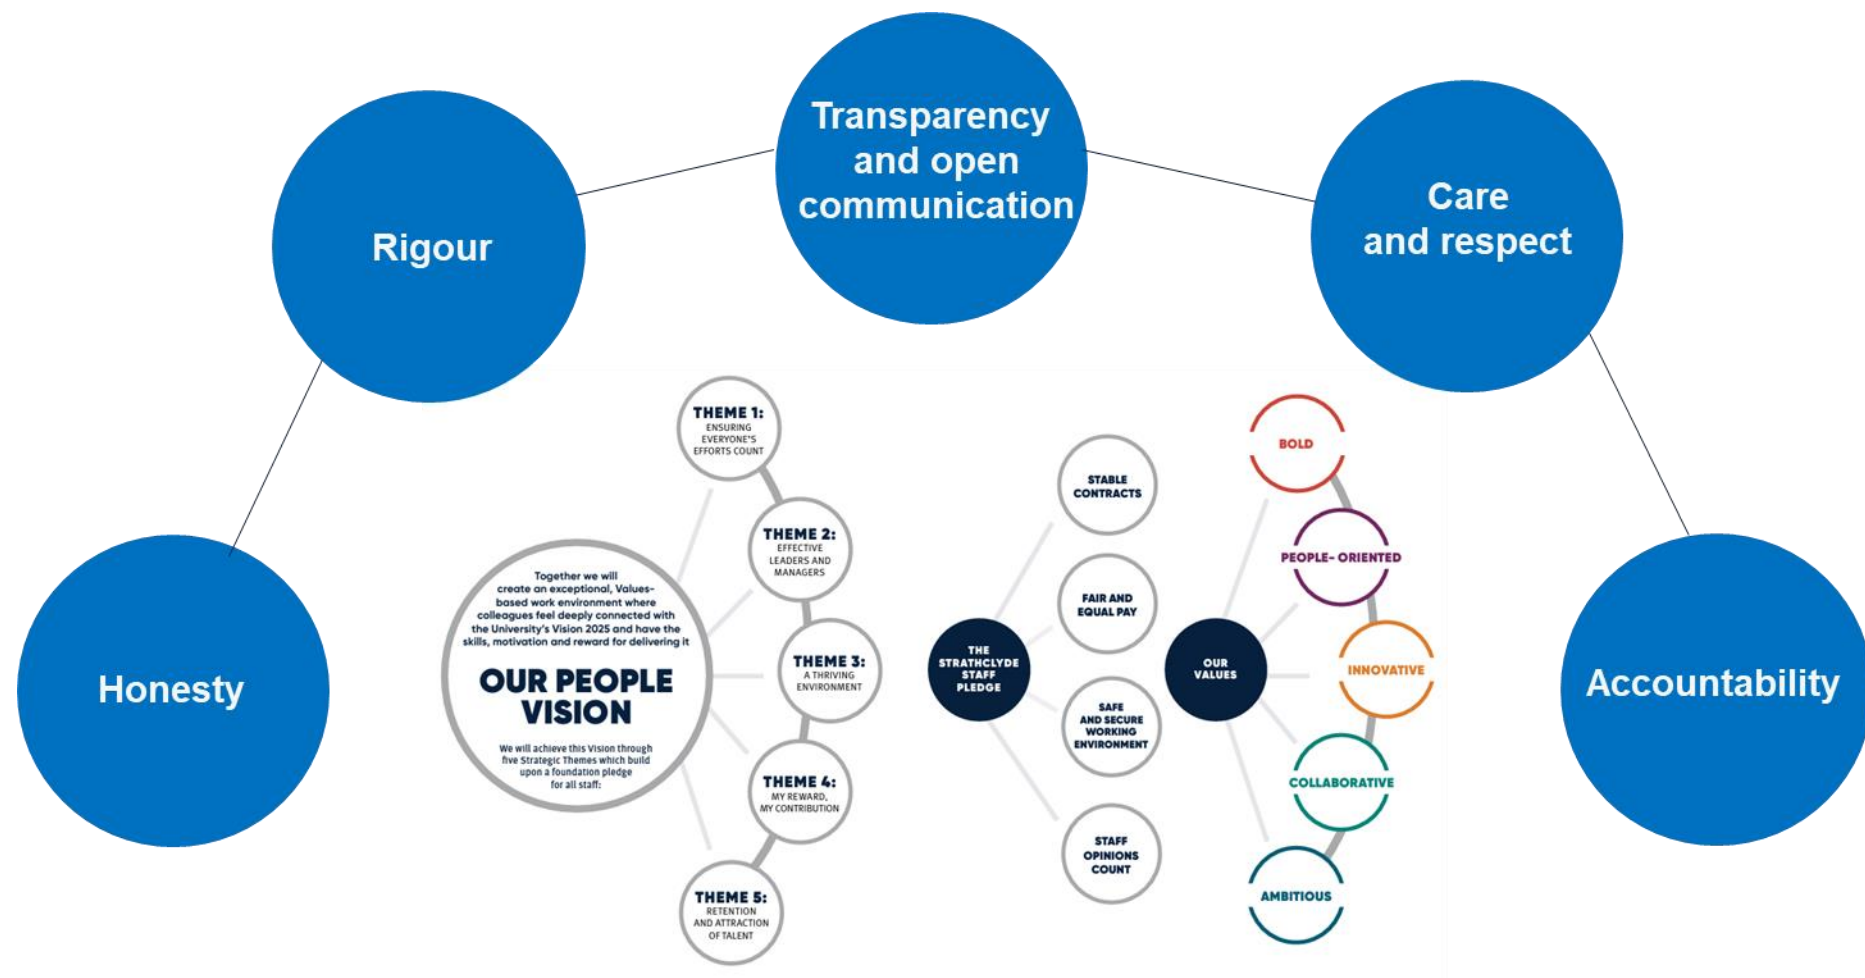 Honesty
Rigour
Transparency
and open
communication
Care
and respect
Accountability
Together we will
create an exceptional, Values-
based work environment where
colleagues feel deeply connected with
the University's Vision 2025 and have the
skills, motivation and reward for delivering it
OUR PEOPLE
VISION
We will achieve this Vision through
five Strategic Themes which build
upon a foundation pledge
for all staff:
THEME 1:
ENSURING
EVERYONE'S
EFFORTS COUNT
THEME 2:
EFFECTIVE
LEADERS AND
MANAGERS
THEME 3:
A THRIVING
ENVIRONMENT
THEME 4:
MY REWARD,
MY CONTRIBUTION
THEME 5:
RETENTION
AND ATTRACTION
OF TALENT
THE
STRATHCLYDE
STAFF
PLEDGE
STABLE
CONTRACTS
FAIR AND
EQUAL PAY
SAFE
AND SECURE
WORKING
ENVIRONMENT
STAFF
OPINIONS
COUNT
OUR
VALUES
BOLD
PEOPLE- ORIENTED
INNOVATIVE
COLLABORATIVE
AMBITIOUS